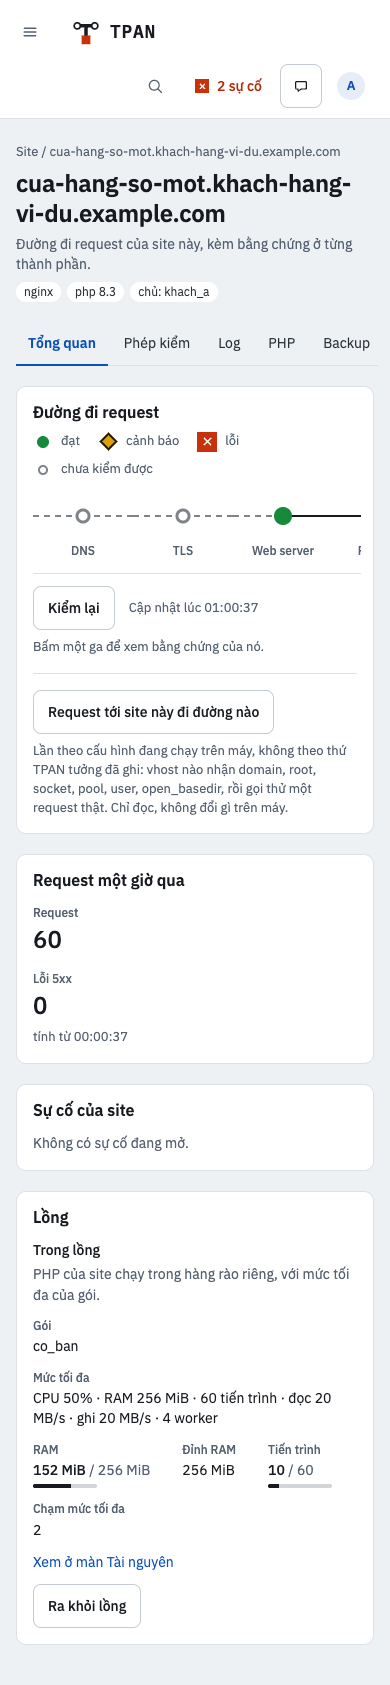 TPAN
2 sự cố
A
Site / cua-hang-so-mot.khach-hang-vi-du.example.com
cua-hang-so-mot.khach-hang-
vi-du.example.com
Đường đi request của site này, kèm bằng chứng ở từng
thành phần.
nginx php 8.3 chủ: khach_a
Tổng quan Phép kiểm Log PHP Backup
Đường đi request
đạt cảnh báo lỗi
chưa kiểm được
DNS TLS Web server
Kiểm lại Cập nhật lúc 01:00:37
Bấm một ga để xem bằng chứng của nó.
Request tới site này đi đường nào
Lần theo cấu hình đang chạy trên máy, không theo thứ
TPAN tưởng đã ghi: vhost nào nhận domain, root,
socket, pool, user, open_basedir, rồi gọi thử một
request thật. Chỉ đọc, không đổi gì trên máy.
Request một giờ qua
Request
60
Lỗi 5xx
0
tính từ 00:00:37
Sự cố của site
Không có sự cố đang mở.
Lồng
Trong lồng
PHP của site chạy trong hàng rào riêng, với mức tối
đa của gói.
Gói
co_ban
Mức tối đa
CPU 50% · RAM 256 MiB · 60 tiến trình · đọc 20
MB/s · ghi 20 MB/s · 4 worker
RAM Đỉnh RAM Tiến trình
152 MiB / 256 MiB 256 MiB 10 / 60
Chạm mức tối đa
2
Xem ở màn Tài nguyên
Ra khỏi lồng